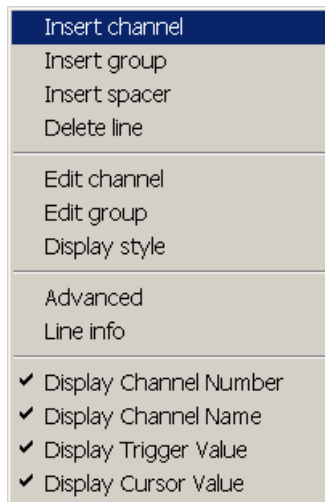 Insert channel
Insert group
Insert spacer
Delete line
Edit channel
Edit group
Display style
Advanced
Line info
Display Channel Number
Display Channel Name
Display Trigger Value
Display Cursor Value